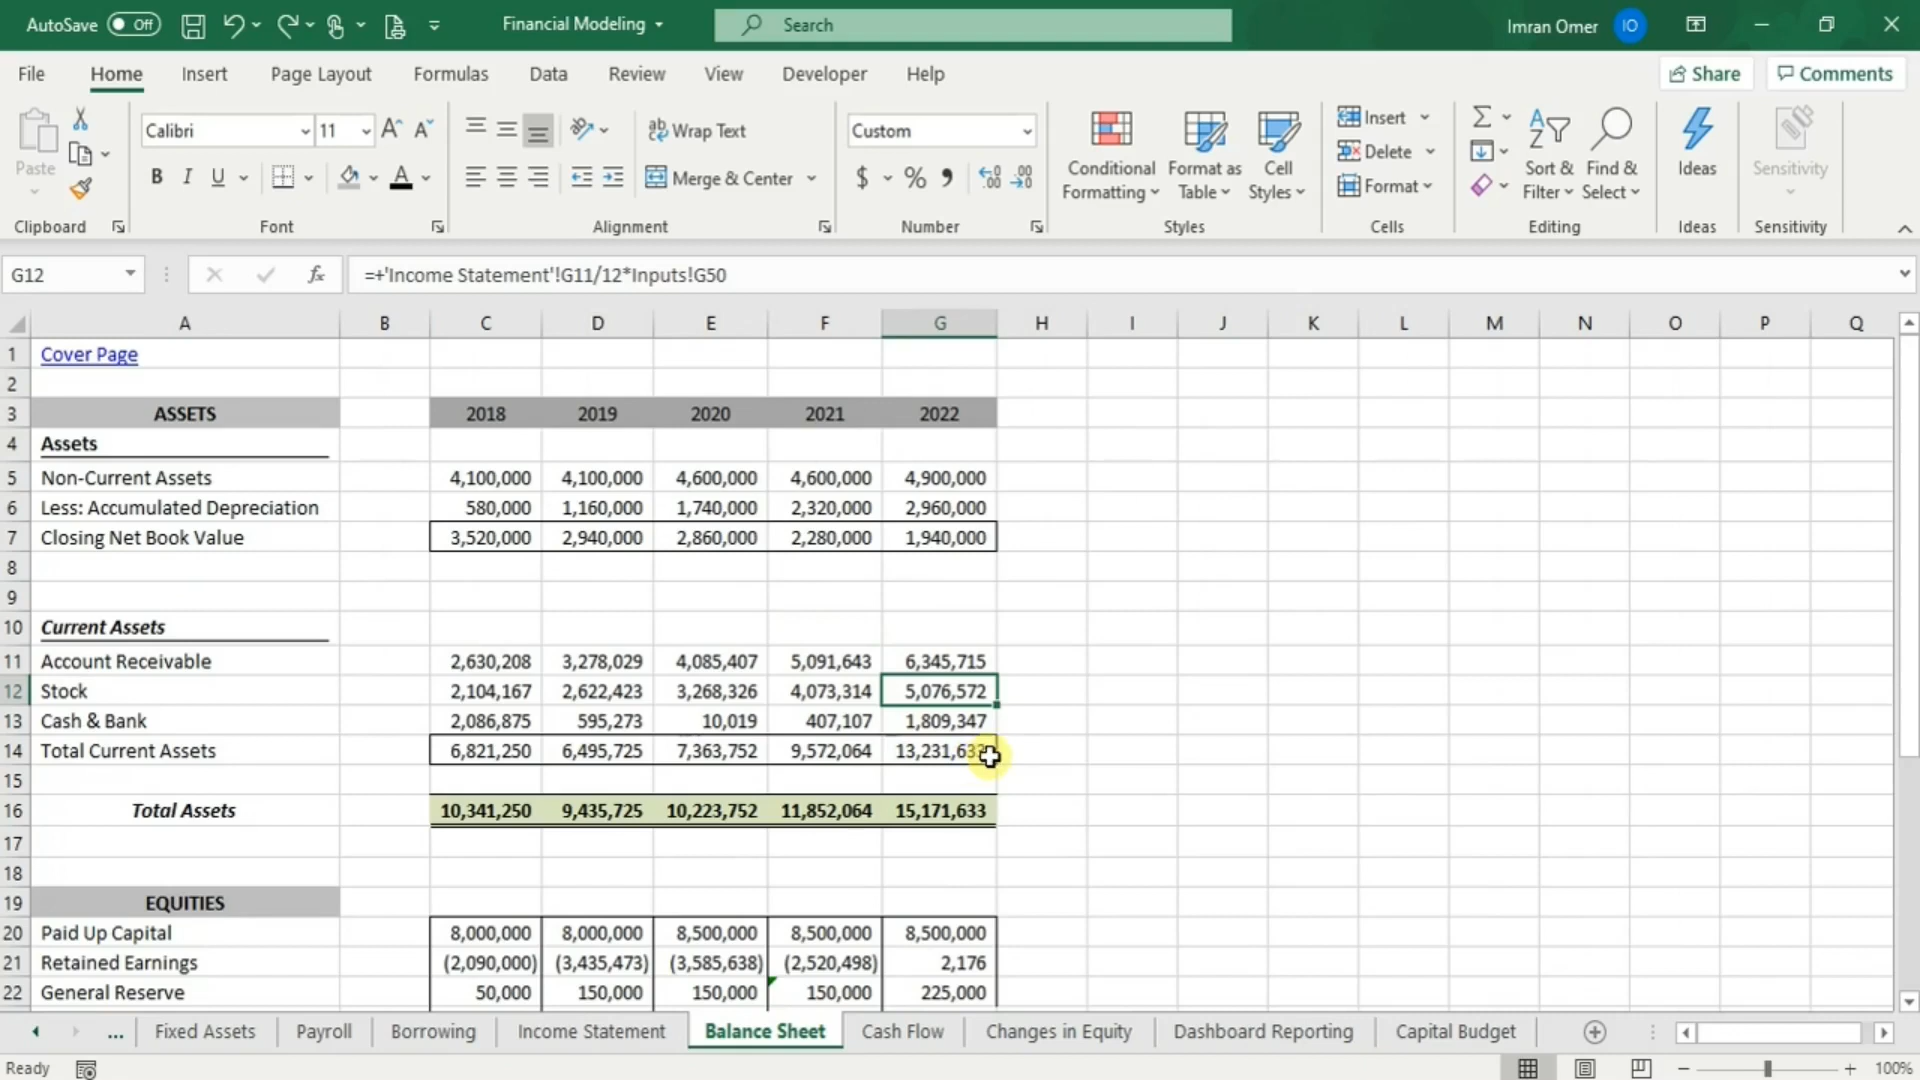 AutoSave Off Financial Modeling Search Imran Omer IO
File Home Insert Page Layout Formulas Data Review View Developer Help Share Comments
Paste Calibri 11 A A ab Wrap Text Custom Conditional Formatting Format as Table Cell Styles Insert Delete Format Sort & Filter Find & Select Ideas Sensitivity
B I U A Merge & Center $ % 9
Clipboard Font Alignment Number Styles Cells Editing Ideas Sensitivity
G12 fx =+'Income Statement'!G11/12*Inputs!G50
A B C D E F G H I J K L M N O P Q
1 Cover Page
2
3 ASSETS 2018 2019 2020 2021 2022
4 Assets
5 Non-Current Assets 4,100,000 4,100,000 4,600,000 4,600,000 4,900,000
6 Less: Accumulated Depreciation 580,000 1,160,000 1,740,000 2,320,000 2,960,000
7 Closing Net Book Value 3,520,000 2,940,000 2,860,000 2,280,000 1,940,000
8
9
10 Current Assets
11 Account Receivable 2,630,208 3,278,029 4,085,407 5,091,643 6,345,715
12 Stock 2,104,167 2,622,423 3,268,326 4,073,314 5,076,572
13 Cash & Bank 2,086,875 595,273 10,019 407,107 1,809,347
14 Total Current Assets 6,821,250 6,495,725 7,363,752 9,572,064
15
16 Total Assets 10,341,250 9,435,725 10,223,752 11,852,064 15,171,633
17
18
19 EQUITIES
20 Paid Up Capital 8,000,000 8,000,000 8,500,000 8,500,000 8,500,000
21 Retained Earnings (2,090,000) (3,435,473) (3,585,638) (2,520,498) 2,176
22 General Reserve 50,000 150,000 150,000 150,000 225,000
... Fixed Assets Payroll Borrowing Income Statement Balance Sheet Cash Flow Changes in Equity Dashboard Reporting Capital Budget
Ready 100%